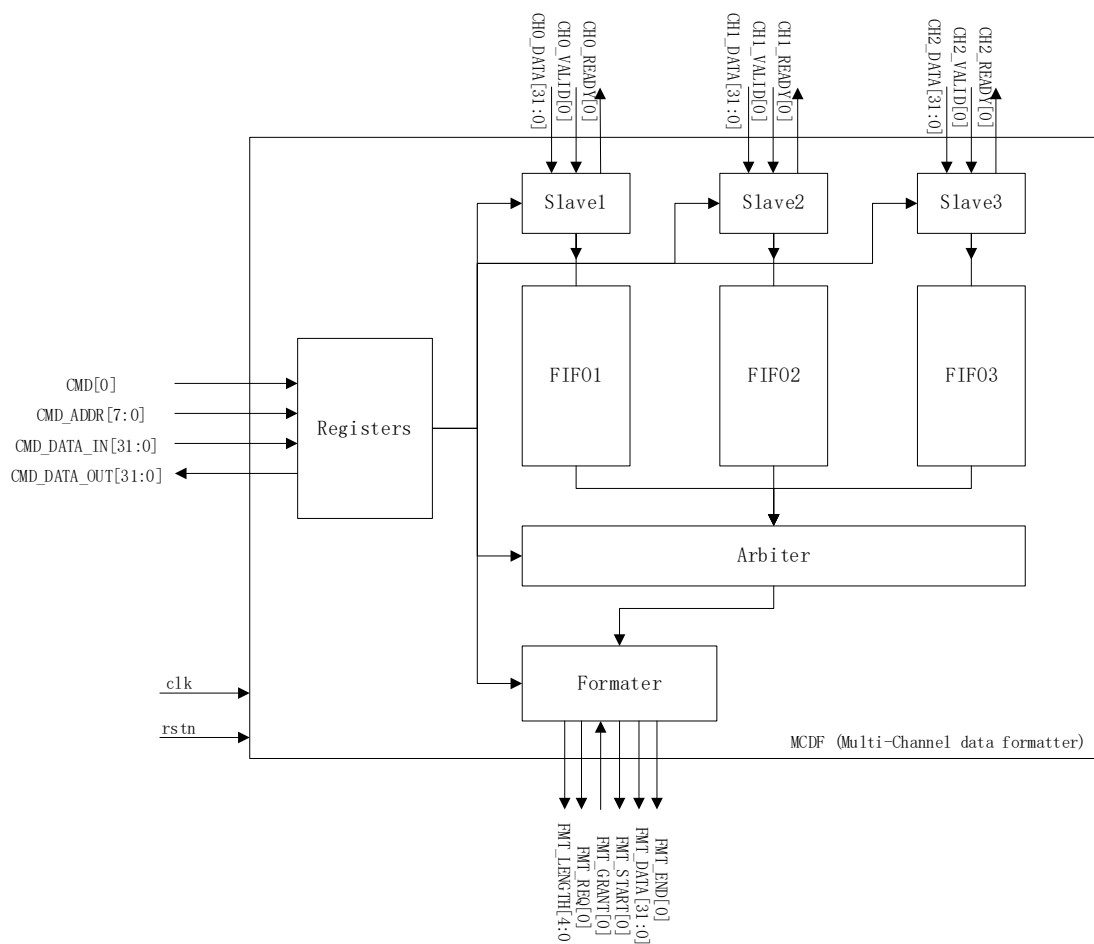 CH0_DATA[31:0]
CH0_VALID[0]
CH0_READY[0]
CH1_DATA[31:0]
CH1_VALID[0]
CH1_READY[0]
CH2_DATA[31:0]
CH2_VALID[0]
CH2_READY[0]
Slave1
Slave2
Slave3
FIFO1
FIFO2
FIFO3
CMD[0]
CMD_ADDR[7:0]
CMD_DATA_IN[31:0]
CMD_DATA_OUT[31:0]
Registers
Arbiter
Formater
clk
rstn
MCDF (Multi-Channel data formatter)
FMT_LENGTH[4:0
FMT_REQ[0]
FMT_GRANT[0]
FMT_START[0]
FMT_DATA[31:0]
FMT_END[0]